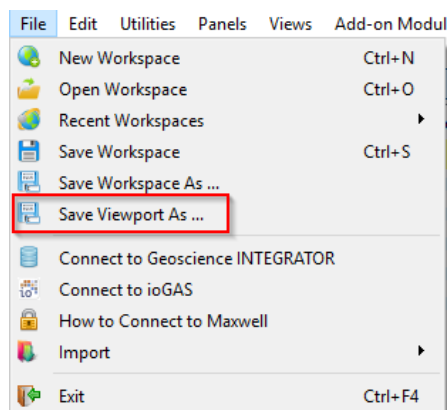 File Edit Utilities Panels Views Add-on Modul
New Workspace Ctrl+N
Open Workspace Ctrl+O
Recent Workspaces
Save Workspace Ctrl+S
Save Workspace As ...
Save Viewport As ...
Connect to Geoscience INTEGRATOR
Connect to ioGAS
How to Connect to Maxwell
Import
Exit Ctrl+F4